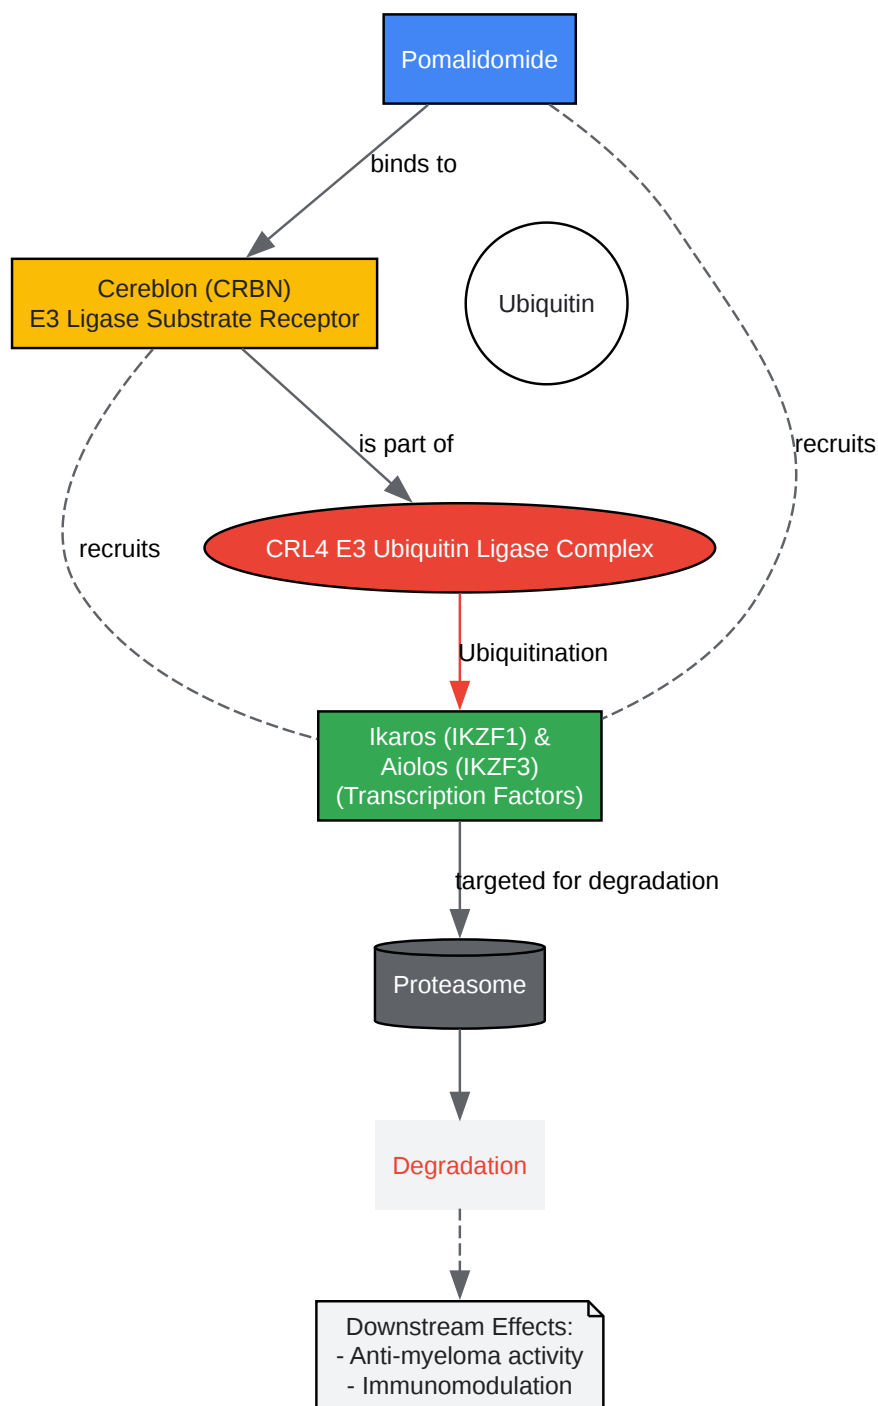 Pomalidomide
binds to
Cereblon (CRBN)
E3 Ligase Substrate Receptor
Ubiquitin
is part of
recruits
recruits
CRL4 E3 Ubiquitin Ligase Complex
Ubiquitination
Ikaros (IKZF1) &
Aiolos (IKZF3)
(Transcription Factors)
targeted for degradation
Proteasome
Degradation
Downstream Effects:
- Anti-myeloma activity
- Immunomodulation